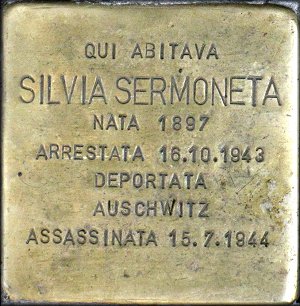 QUI ABITAVA
SILVIA SERMONETA
NATA 1897
ARRESTATA 16.10.1943
DEPORTATA
AUSCHWITZ
ASSASSINATA 15.7.1944